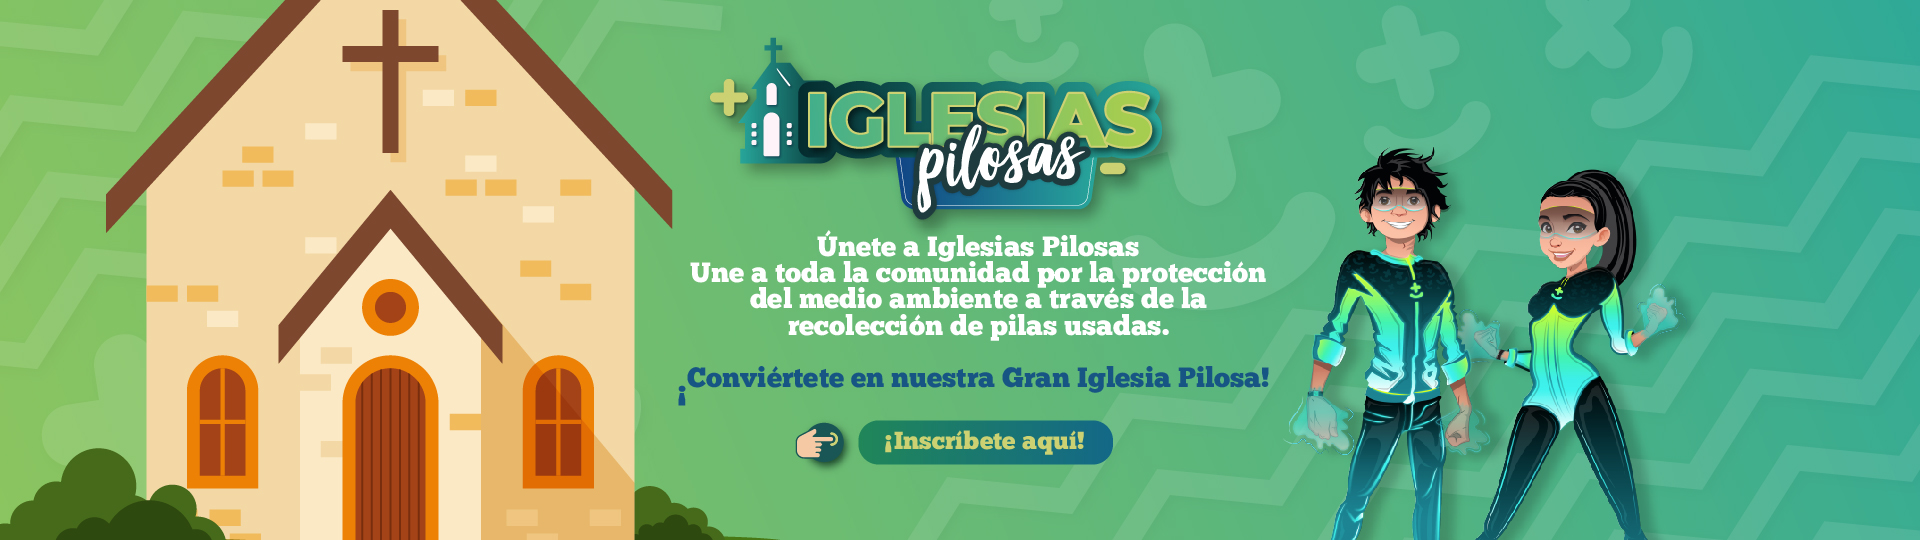 IGLESIAS
pilosas
Únete a Iglesias Pilosas
Une a toda la comunidad por la protección
del medio ambiente a través de la
recolección de pilas usadas.
¡Conviértete en nuestra Gran Iglesia Pilosa!
¡Inscríbete aquí!